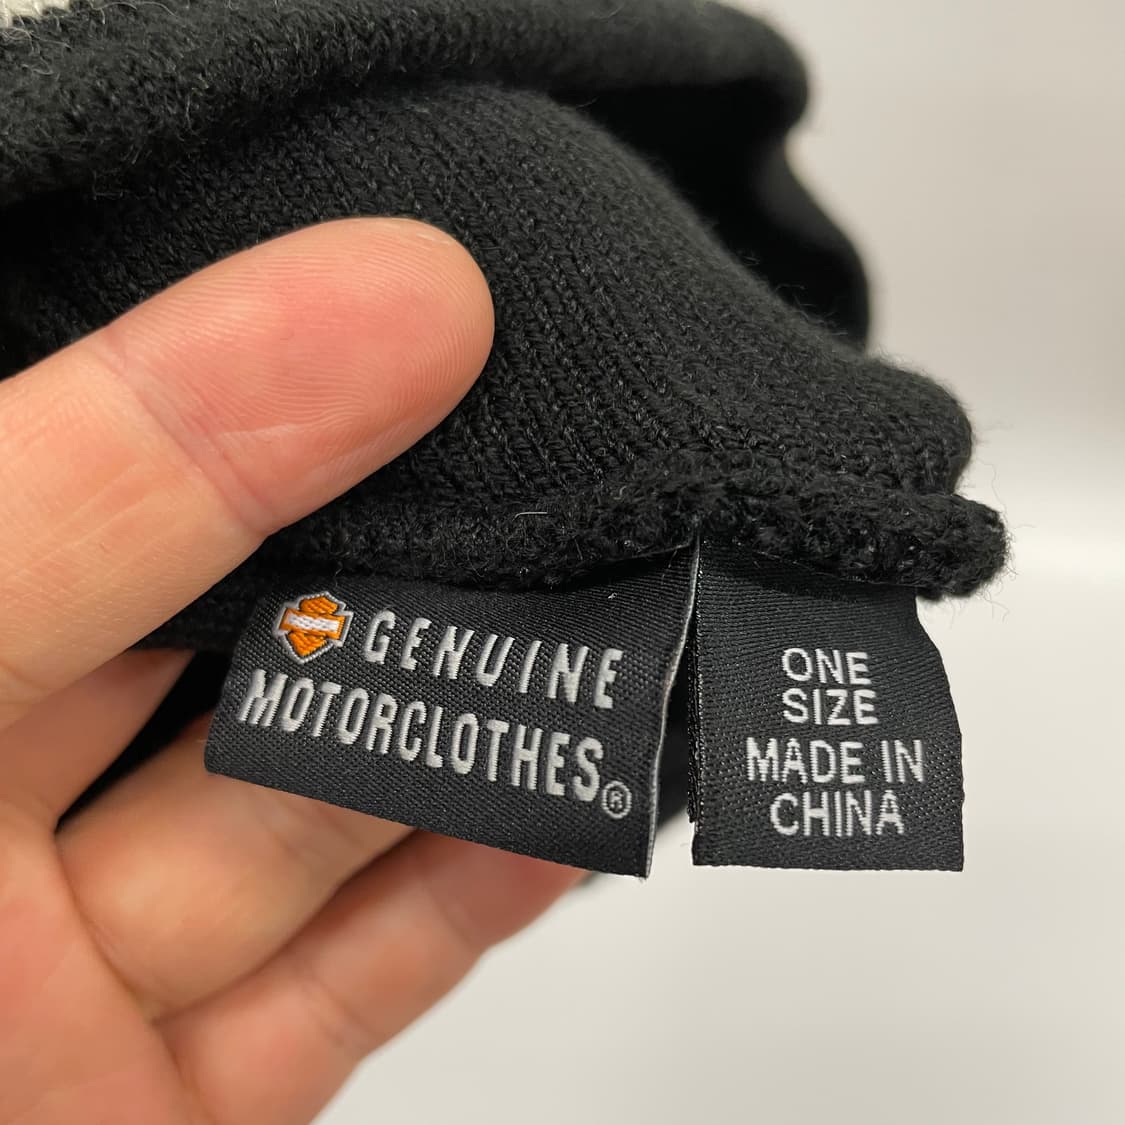 GENUINE
MOTORCLOTHES®
ONE
SIZE
MADE IN
CHINA